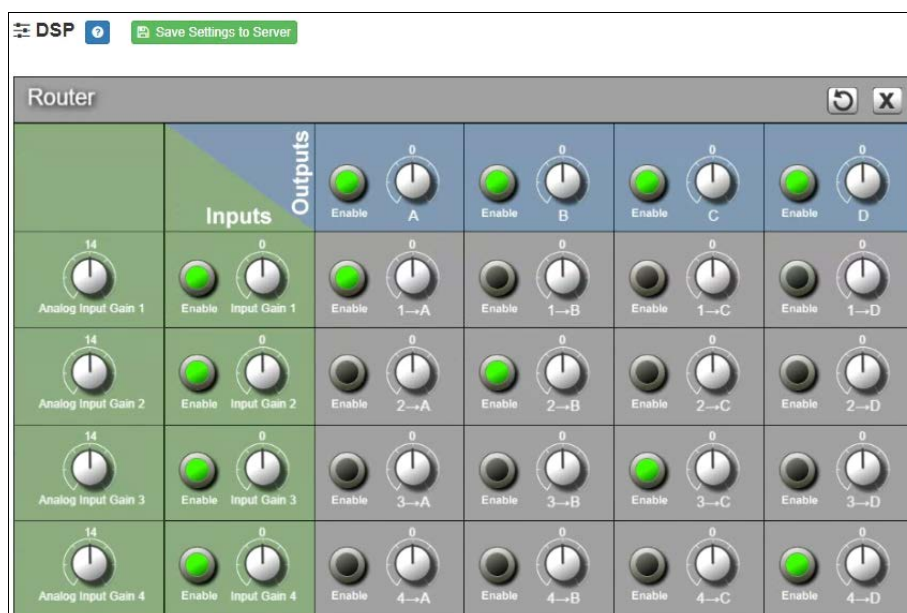 DSP ? Save Settings to Server
Router X
Outputs
Inputs
0 0 0 0
Enable A Enable B Enable C Enable D
14 0 0 0 0 0
Analog Input Gain 1 Enable Input Gain 1 Enable 1→A Enable 1→B Enable 1→C Enable 1→D
14 0 0 0 0 0
Analog Input Gain 2 Enable Input Gain 2 Enable 2→A Enable 2→B Enable 2→C Enable 2→D
14 0 0 0 0 0
Analog Input Gain 3 Enable Input Gain 3 Enable 3→A Enable 3→B Enable 3→C Enable 3→D
14 0 0 0 0 0
Analog Input Gain 4 Enable Input Gain 4 Enable 4→A Enable 4→B Enable 4→C Enable 4→D